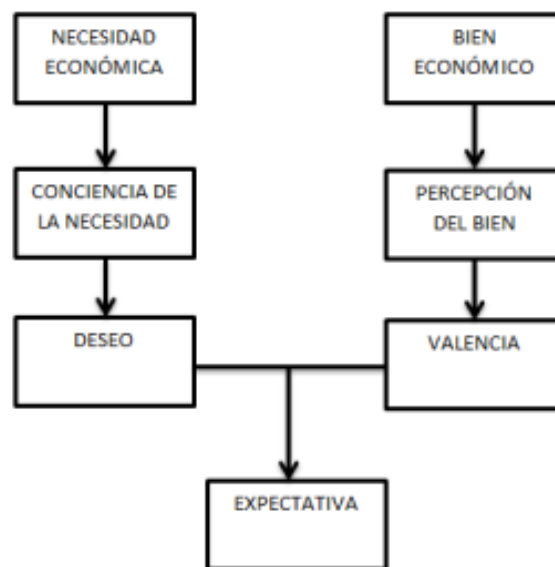 NECESIDAD
ECONÓMICA
BIEN
ECONÓMICO
CONCIENCIA DE
LA NECESIDAD
PERCEPCIÓN
DEL BIEN
DESEO
VALENCIA
EXPECTATIVA